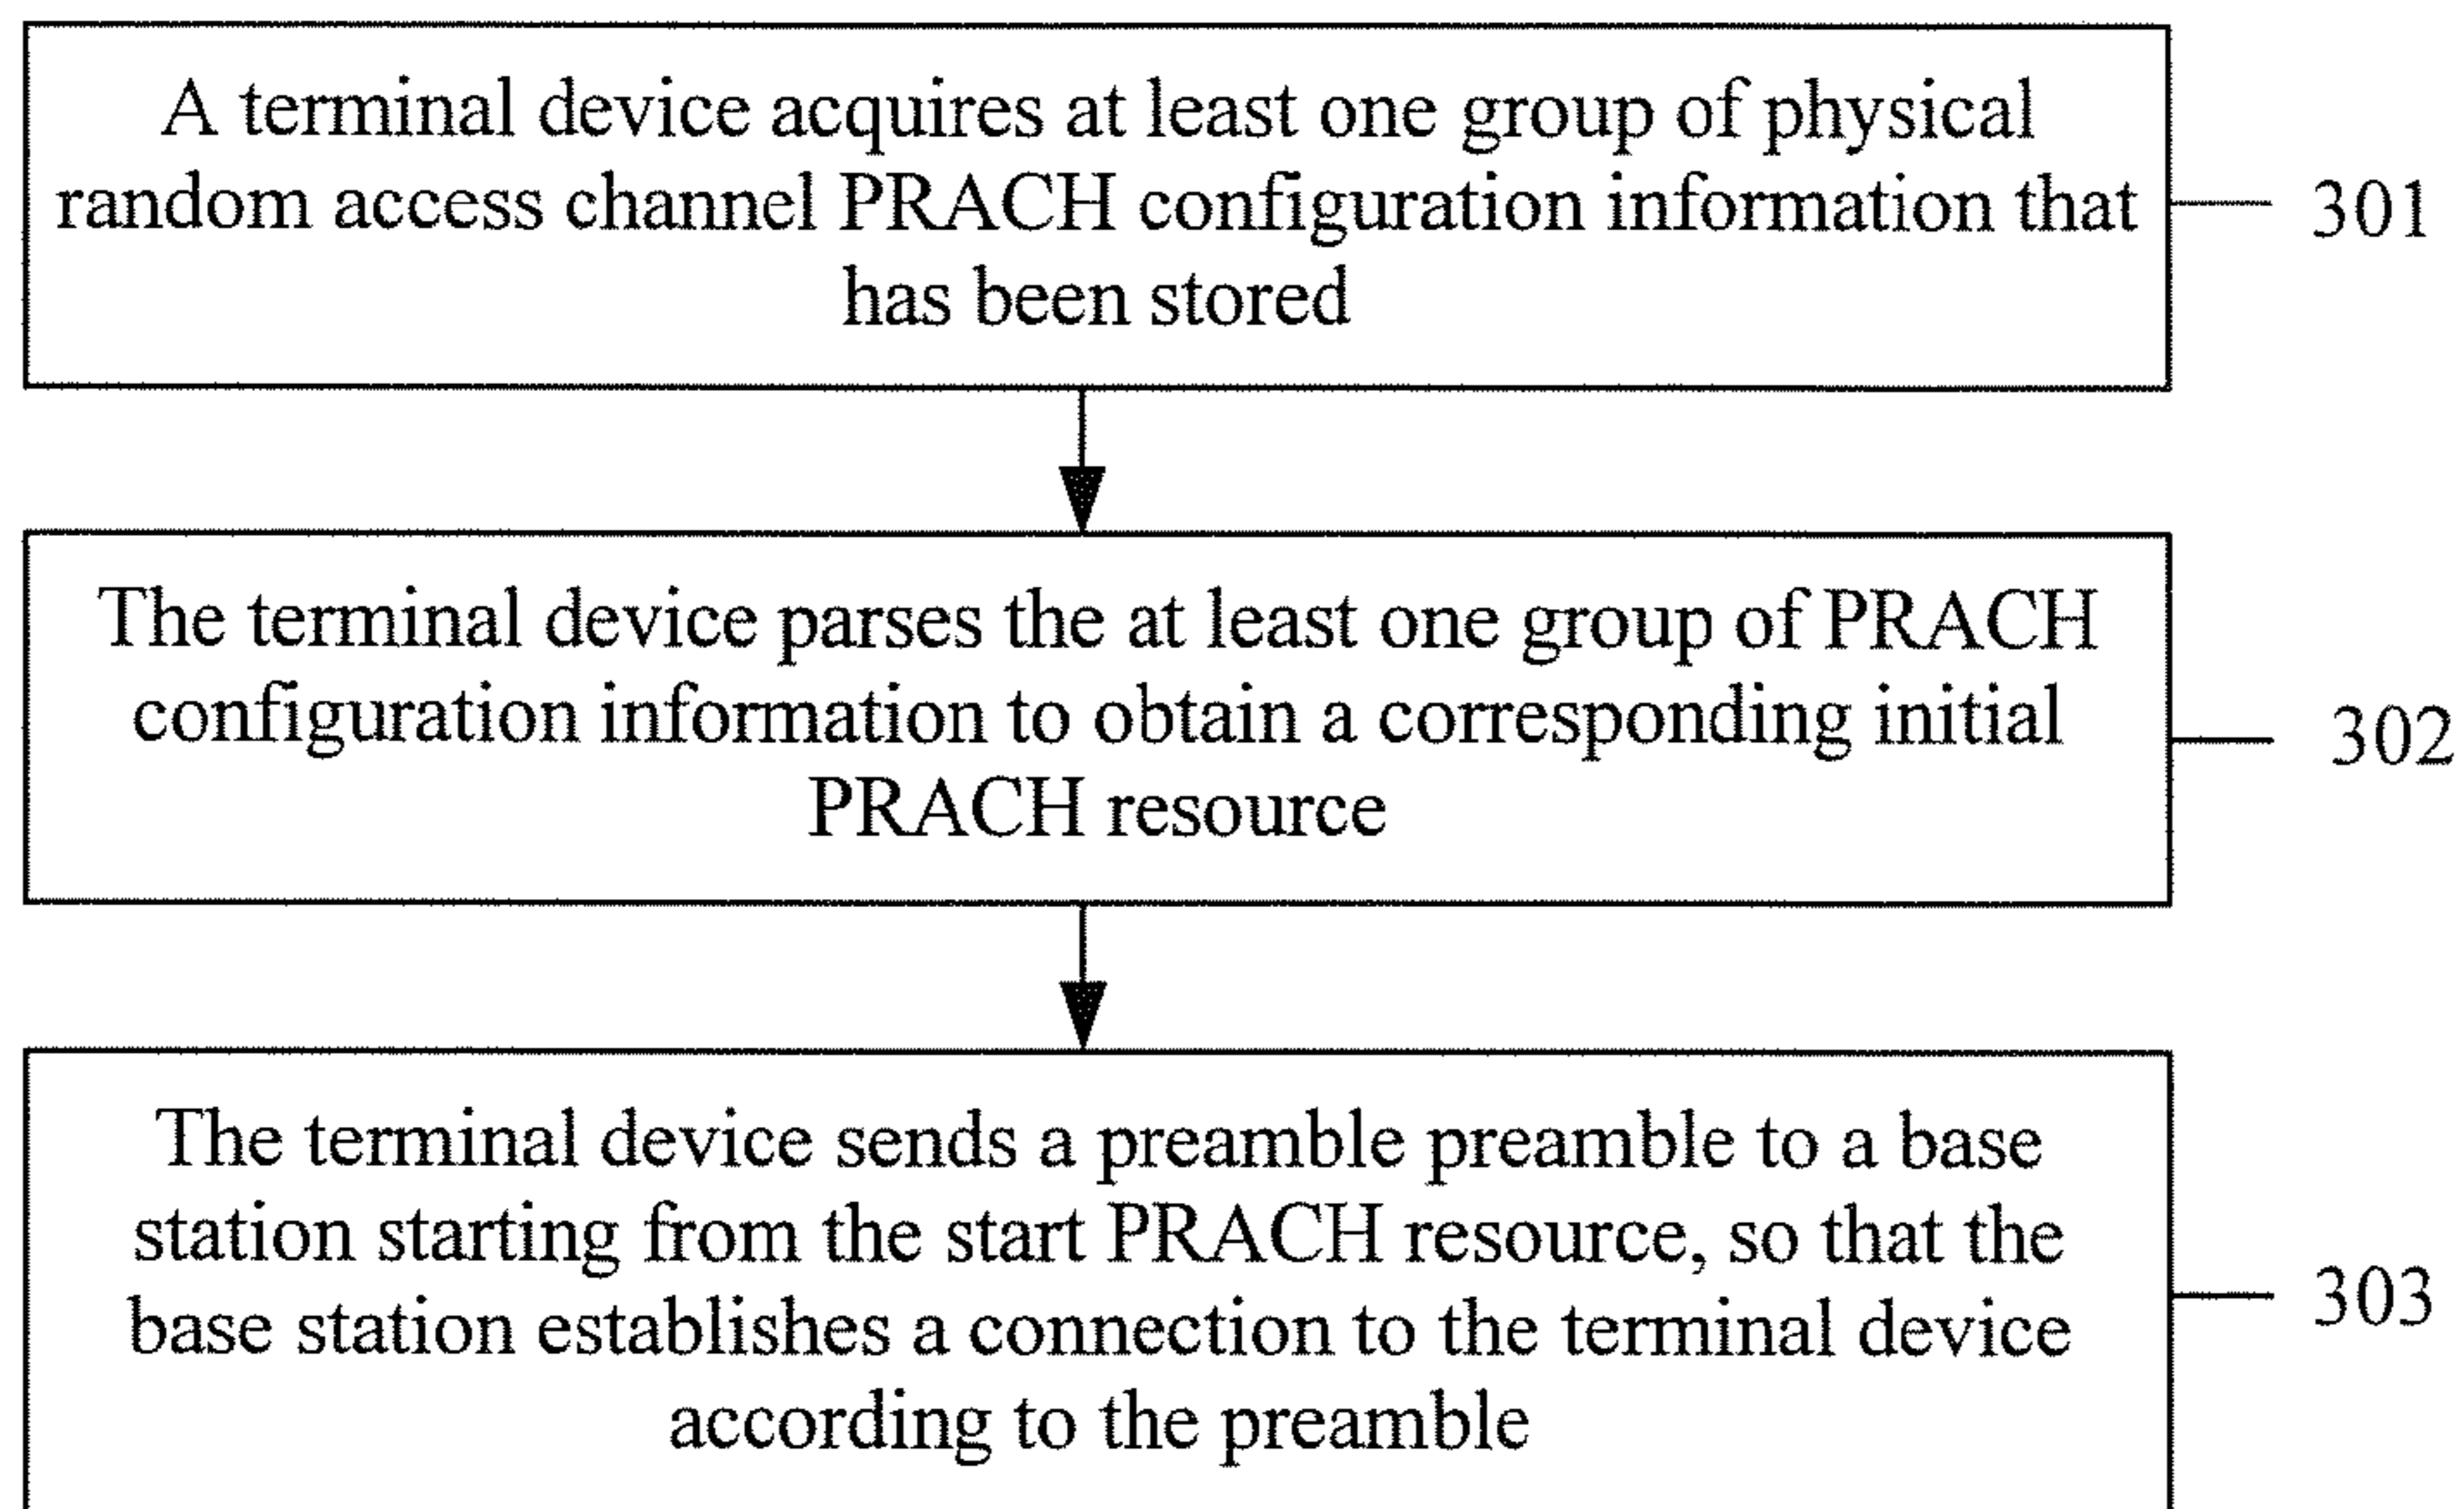 A terminal device acquires at least one group of physical
random access channel PRACH configuration information that
has been stored
301
The terminal device parses the at least one group of PRACH
configuration information to obtain a corresponding initial
PRACH resource
302
The terminal device sends a preamble preamble to a base
station starting from the start PRACH resource, so that the
base station establishes a connection to the terminal device
according to the preamble
303